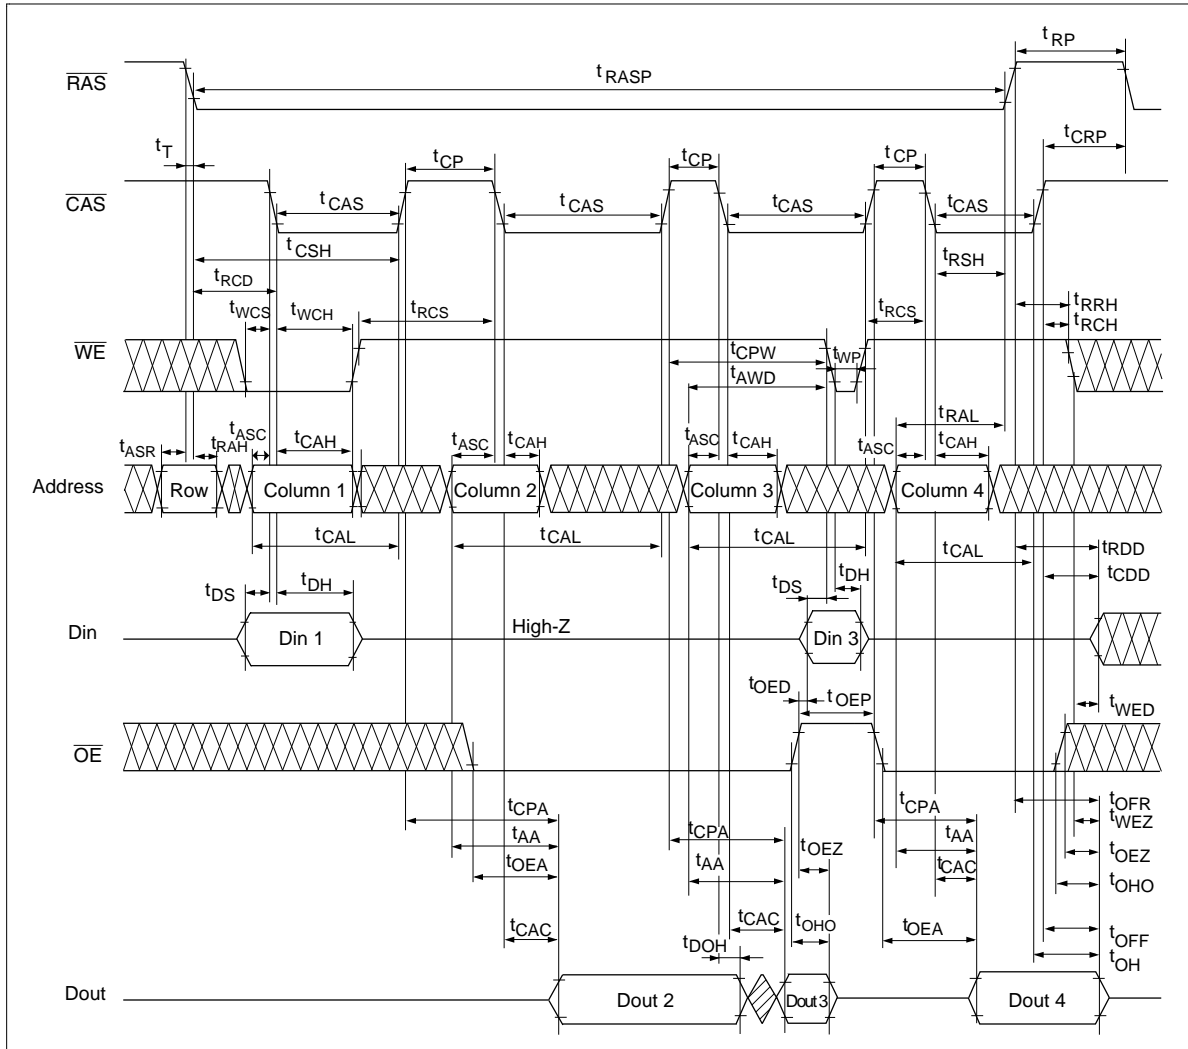 tRP
RAS
tRASP
tT
tCP
tCP
tCP
tCRP
CAS
tCAS
tCAS
tCAS
tCAS
tCSH
tRSH
tRCD
tWCS
tWCH
tRCS
tRCS
tRRH
tRCH
WE
tCPW
tWP
tAWD
tRAL
tASR
tRAH
tASC
tCAH
tASC
tCAH
tASC
tCAH
tASC
tCAH
Address
Row
Column 1
Column 2
Column 3
Column 4
tCAL
tCAL
tCAL
tCAL
tRDD
tCDD
tDS
tDH
tDS
tDH
Din
Din 1
High-Z
Din 3
tOED
tOEP
tWED
OE
tCPA
tCPA
tCPA
tOFR
tWEZ
tAA
tAA
tAA
tOEZ
tOEZ
tOEA
tCAC
tOHO
tCAC
tCAC
tOHO
tOEA
tDOH
tOFF
tOH
Dout
Dout 2
Dout 3
Dout 4